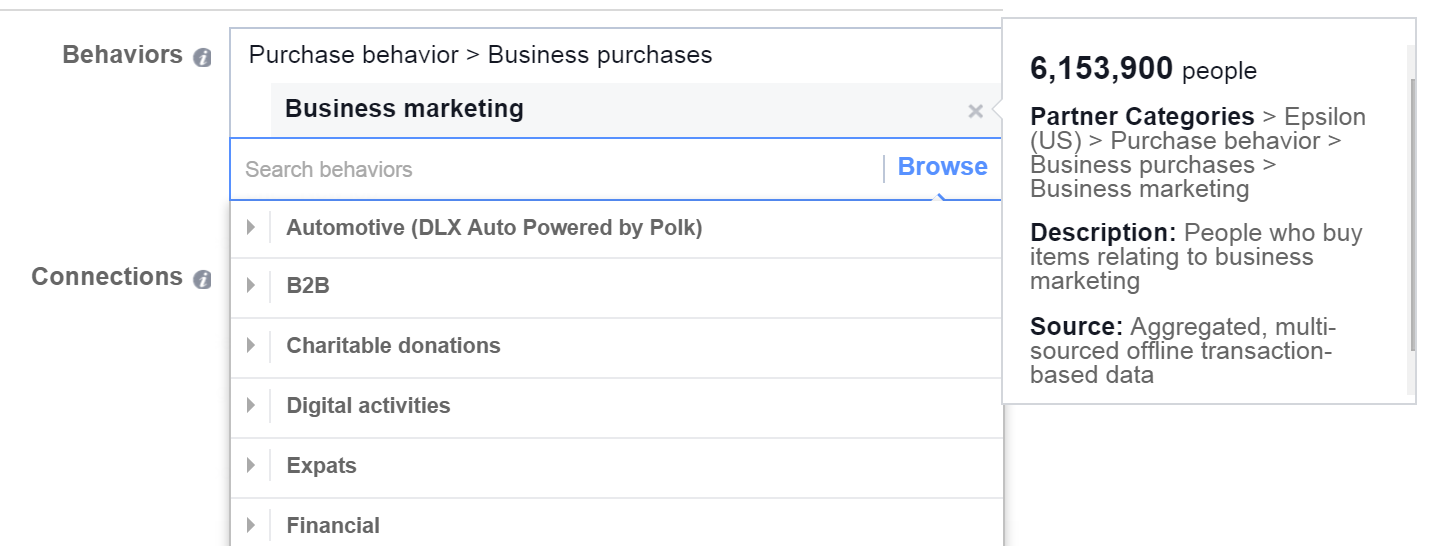 Behaviors
Purchase behavior > Business purchases
Business marketing
Search behaviors
Browse
Automotive (DLX Auto Powered by Polk)
B2B
Charitable donations
Digital activities
Expats
Financial
Connections
6,153,900 people
Partner Categories > Epsilon
(US) > Purchase behavior >
Business purchases >
Business marketing
Description: People who buy
items relating to business
marketing
Source: Aggregated, multi-
sourced offline transaction-
based data